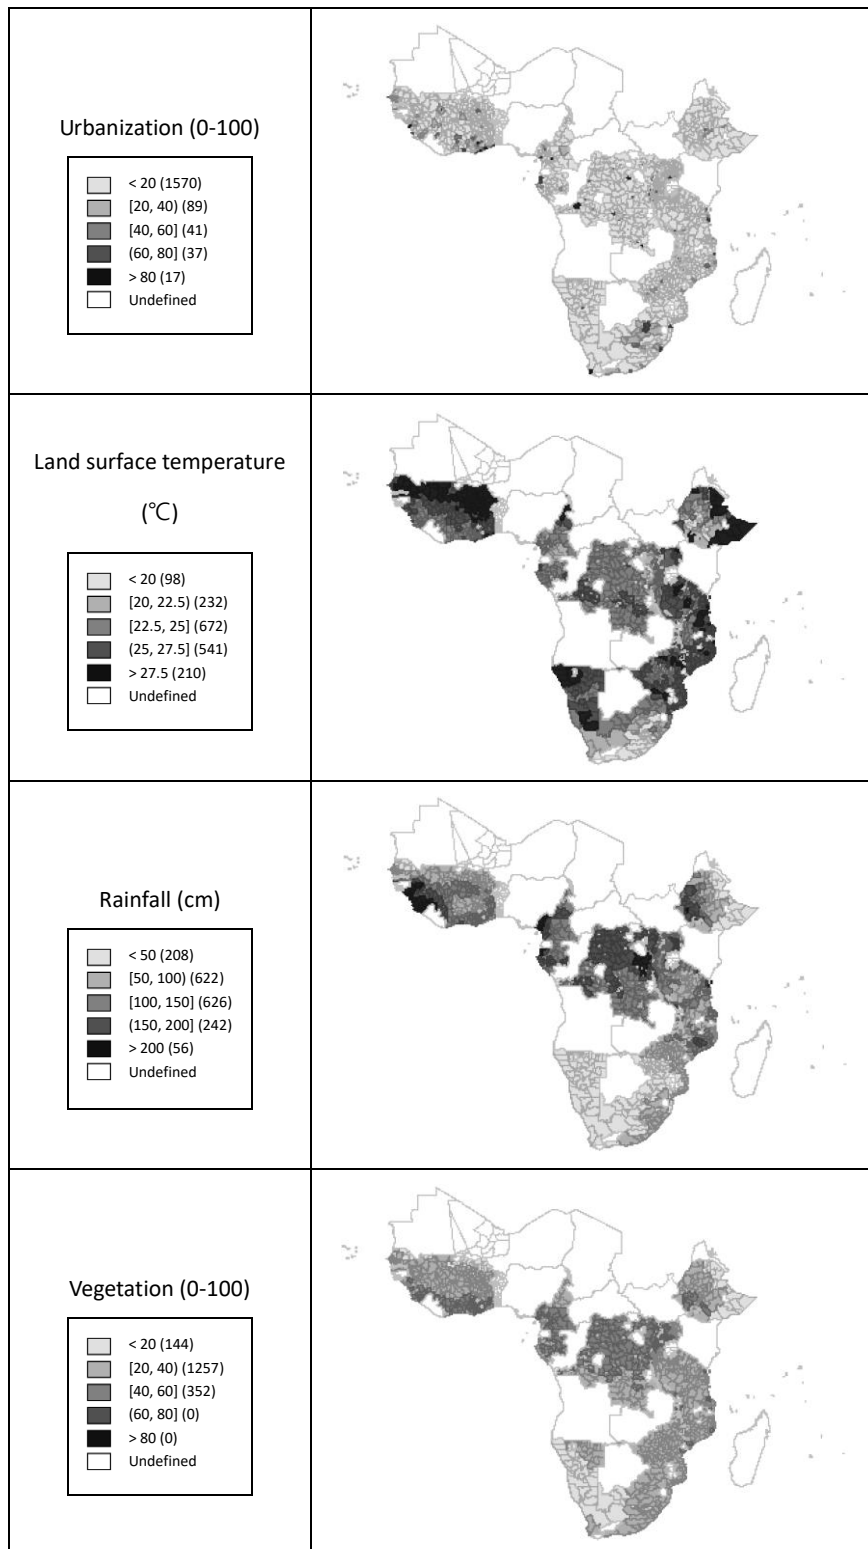 Urbanization (0-100)
< 20 (1570)
[20, 40) (89)
[40, 60] (41)
(60, 80] (37)
> 80 (17)
Undefined
Land surface temperature
(℃)
< 20 (98)
[20, 22.5) (232)
[22.5, 25] (672)
(25, 27.5] (541)
> 27.5 (210)
Undefined
Rainfall (cm)
< 50 (208)
[50, 100) (622)
[100, 150] (626)
(150, 200] (242)
> 200 (56)
Undefined
Vegetation (0-100)
< 20 (144)
[20, 40) (1257)
[40, 60] (352)
(60, 80] (0)
> 80 (0)
Undefined